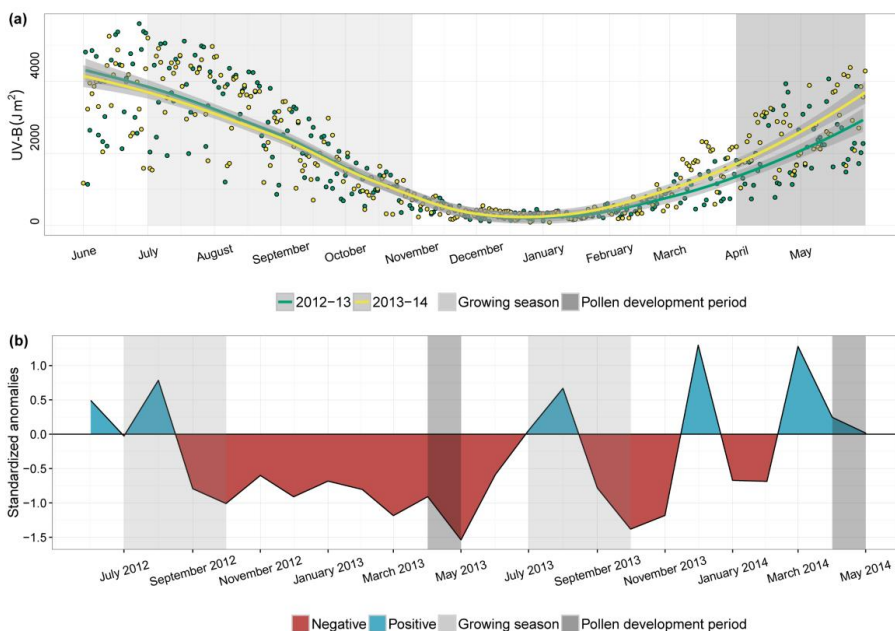 (a)
UV-B(J m²)
4000
2000
0
June July August September October November December January February March April May
2012−13 2013−14 Growing season Pollen development period
(b)
Standardized anomalies
1.0
0.5
0.0
−0.5
−1.0
−1.5
July 2012 September 2012 November 2012 January 2013 March 2013 May 2013 July 2013 September 2013 November 2013 January 2014 March 2014 May 2014
Negative Positive Growing season Pollen development period